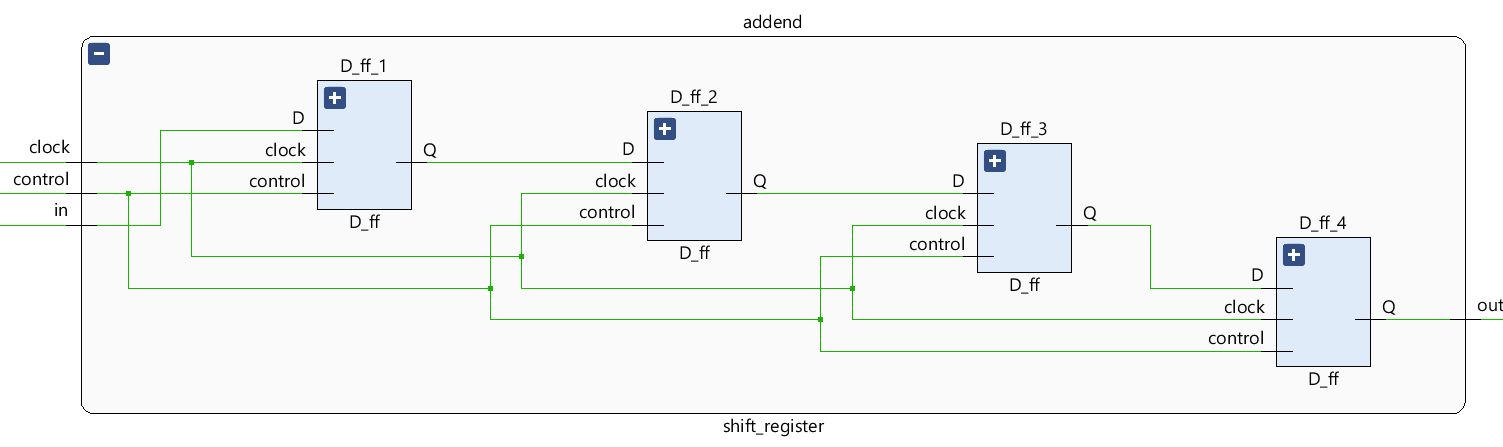 addend
D_ff_1
D
clock
control
Q
D_ff
D_ff_2
D
clock
control
Q
D_ff
D_ff_3
D
clock
control
Q
D_ff
D_ff_4
D
clock
control
Q
D_ff
clock
control
in
out
shift_register